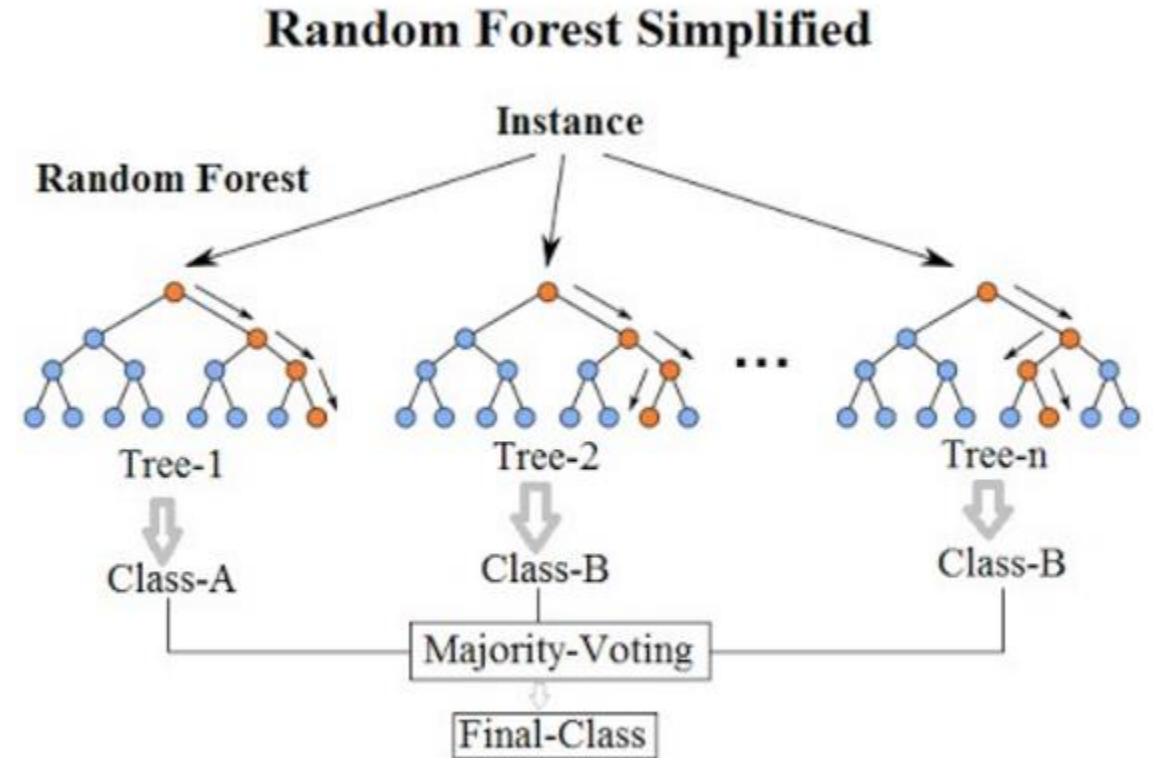 Random Forest Simplified
Instance
Random Forest
...
Tree-1
Tree-2
Tree-n
Class-A
Class-B
Class-B
Majority-Voting
Final-Class